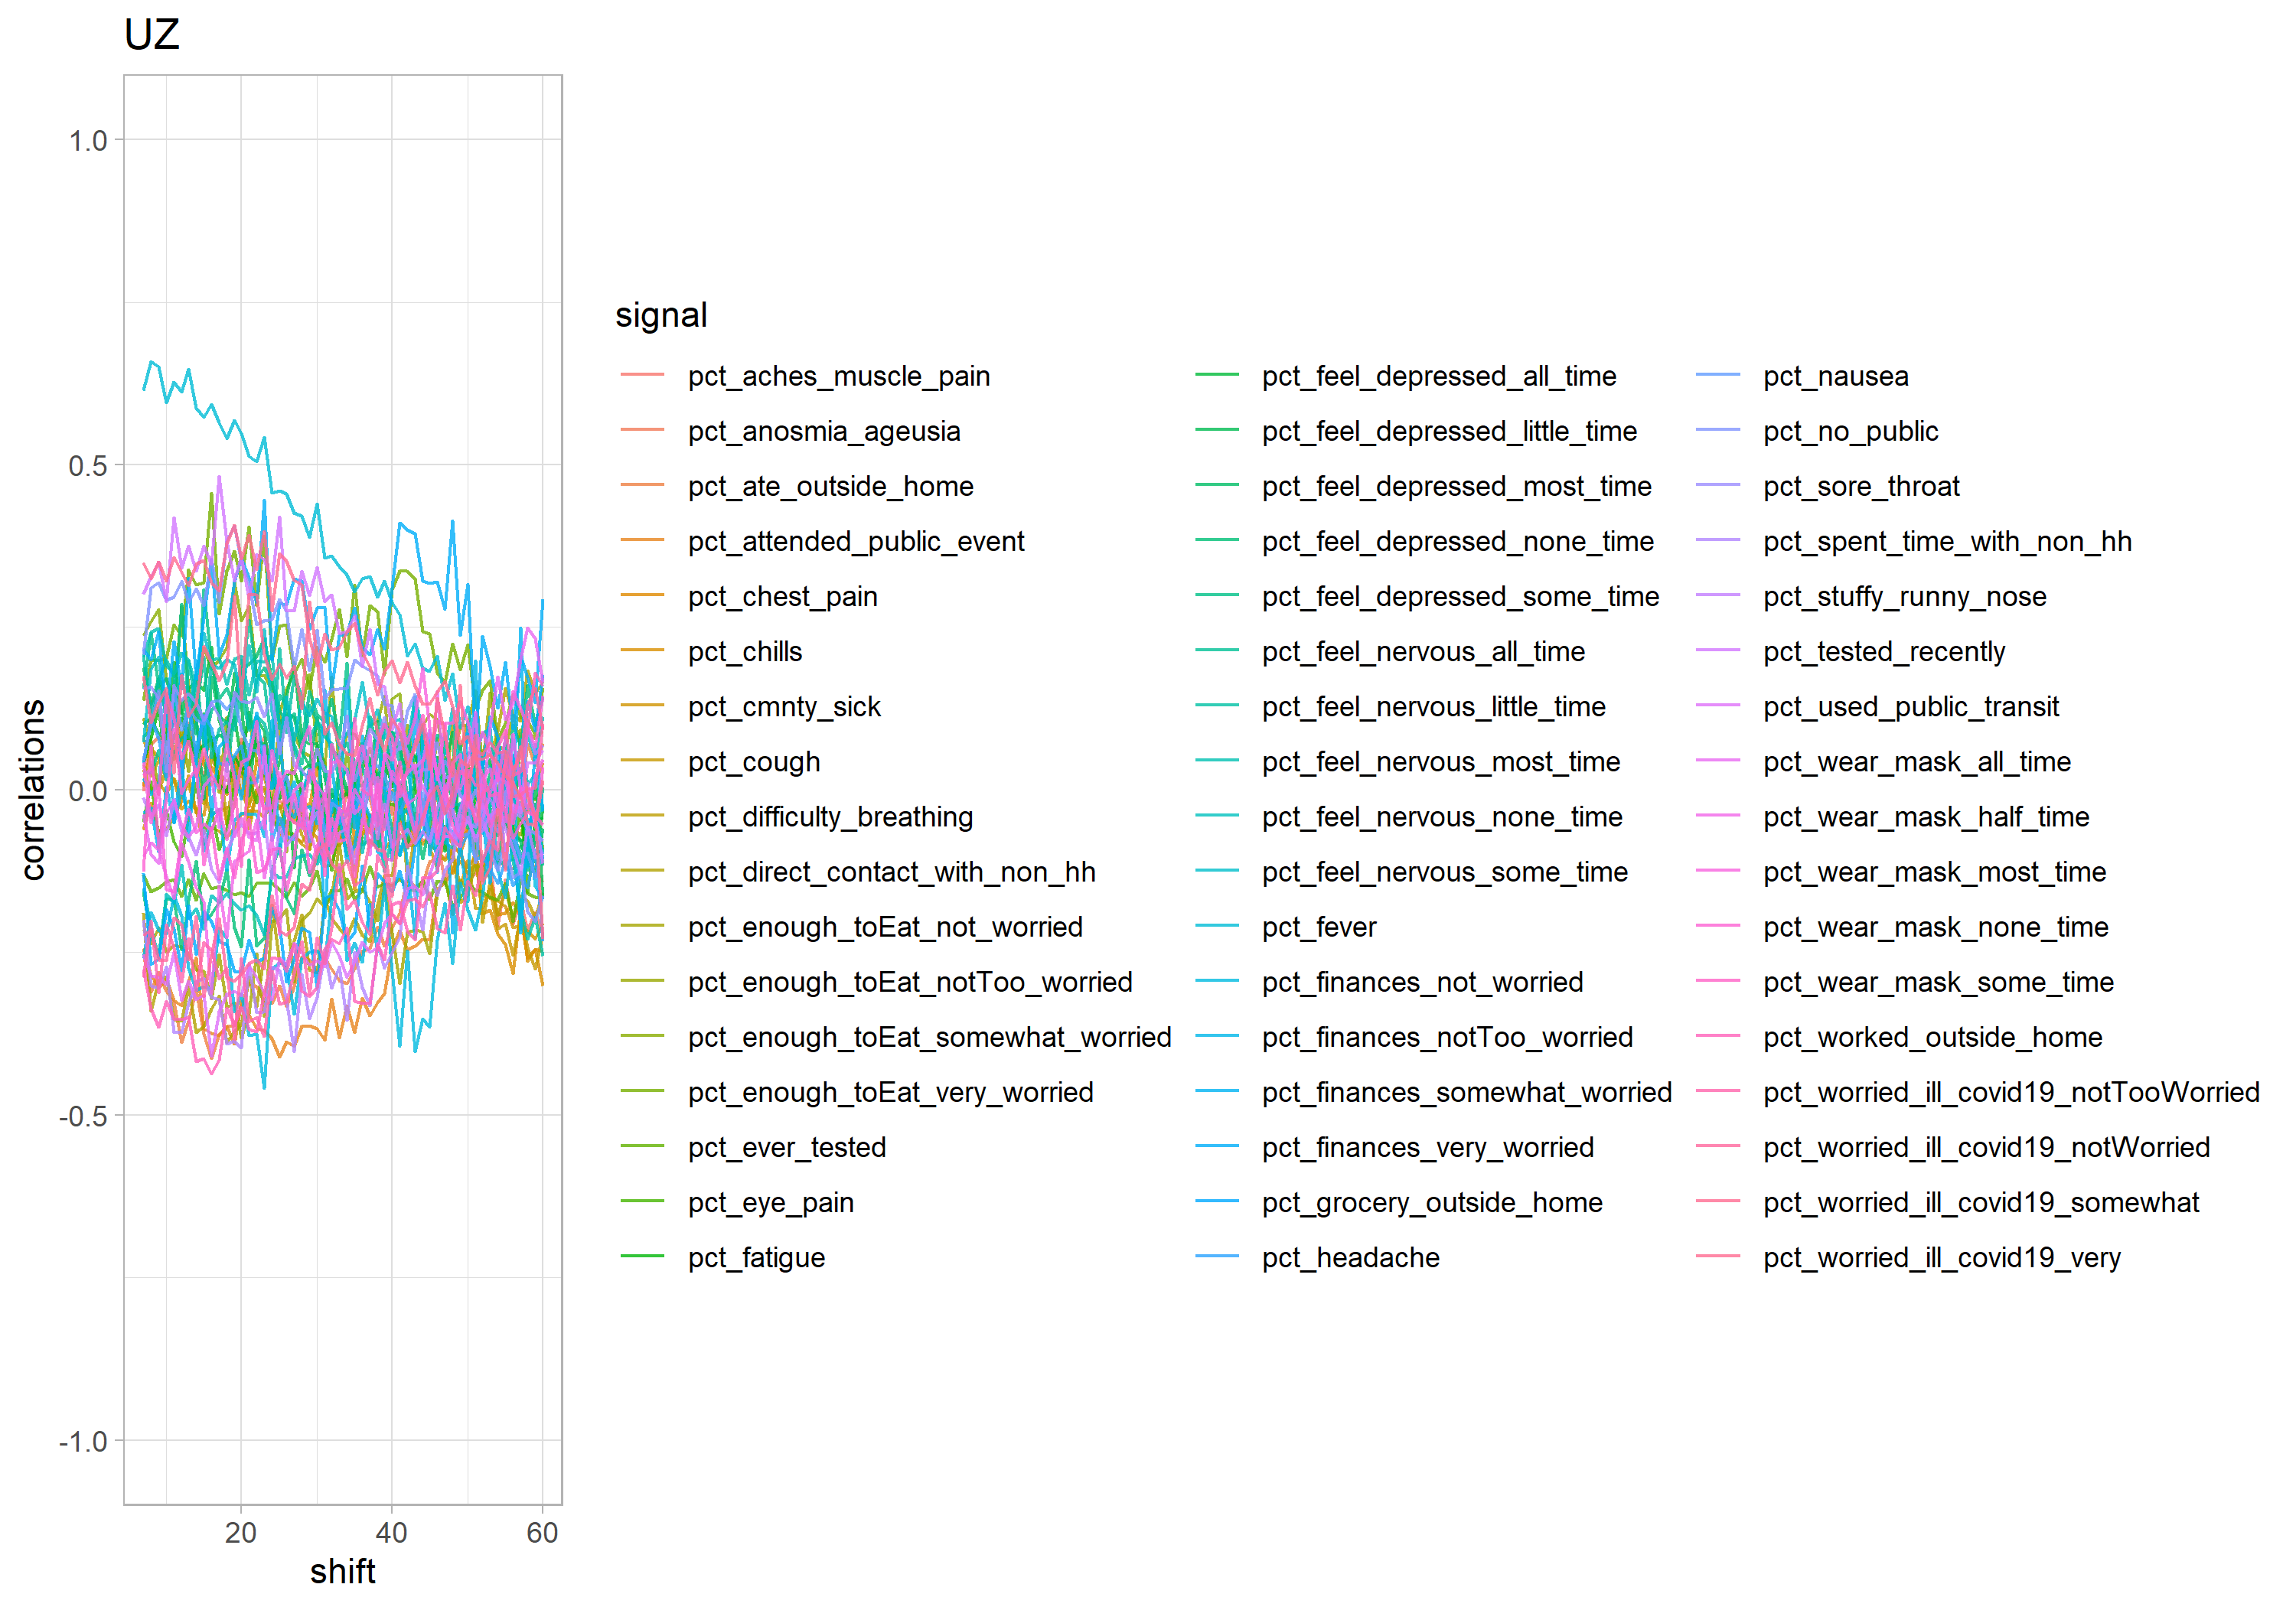 UZ
1.0
0.5
0.0
-0.5
-1.0
correlations
20 40 60
shift
signal
pct_aches_muscle_pain
pct_anosmia_ageusia
pct_ate_outside_home
pct_attended_public_event
pct_chest_pain
pct_chills
pct_cmnty_sick
pct_cough
pct_difficulty_breathing
pct_direct_contact_with_non_hh
pct_enough_toEat_not_worried
pct_enough_toEat_notToo_worried
pct_enough_toEat_somewhat_worried
pct_enough_toEat_very_worried
pct_ever_tested
pct_eye_pain
pct_fatigue
pct_feel_depressed_all_time
pct_feel_depressed_little_time
pct_feel_depressed_most_time
pct_feel_depressed_none_time
pct_feel_depressed_some_time
pct_feel_nervous_all_time
pct_feel_nervous_little_time
pct_feel_nervous_most_time
pct_feel_nervous_none_time
pct_feel_nervous_some_time
pct_fever
pct_finances_not_worried
pct_finances_notToo_worried
pct_finances_somewhat_worried
pct_finances_very_worried
pct_grocery_outside_home
pct_headache
pct_nausea
pct_no_public
pct_sore_throat
pct_spent_time_with_non_hh
pct_stuffy_runny_nose
pct_tested_recently
pct_used_public_transit
pct_wear_mask_all_time
pct_wear_mask_half_time
pct_wear_mask_most_time
pct_wear_mask_none_time
pct_wear_mask_some_time
pct_worked_outside_home
pct_worried_ill_covid19_notTooWorried
pct_worried_ill_covid19_notWorried
pct_worried_ill_covid19_somewhat
pct_worried_ill_covid19_very